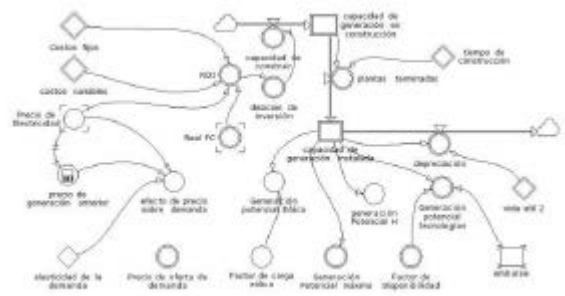 capacidad de
generación en
construcción
Costos fijos
capacidad de
construir
plantas terminadas
tiempo de
construcción
costos variables
ROI
decision de
inversión
Precio de
Electricidad
Real FC
capacidad de
generación instalada
depreciación
precio de
generación anterior
efecto de precio
sobre demanda
Generación
potencial Eólica
generación
Potencial H
Generación
potencial
tecnologías
vida util 2
elasticidad de la
demanda
Precio de oferta de
demanda
Factor de carga
eólica
Generación
Potencial máxima
Factor de
Disponibilidad
embalse